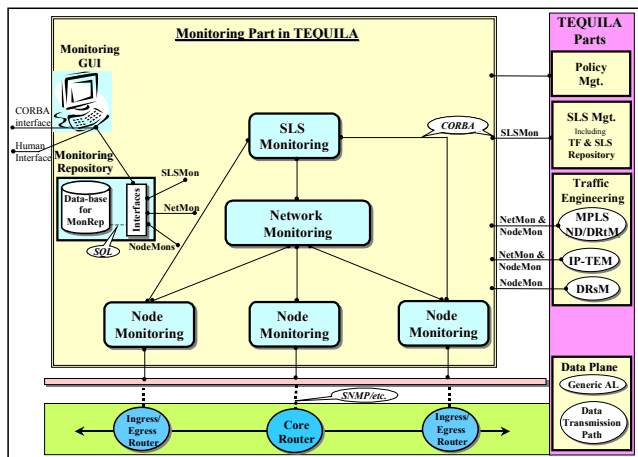 Monitoring Part in TEQUILA
Monitoring
GUI
CORBA
interface
Human
Interface
Monitoring
Repository
Data-base
for
MonRep
Interfaces
SQL
SLSMon
NetMon
NodeMons
SLS
Monitoring
CORBA
Network
Monitoring
Node
Monitoring
Node
Monitoring
Node
Monitoring
SNMP/etc.
Ingress/
Egress
Router
Core
Router
Ingress/
Egress
Router
TEQUILA
Parts
Policy
Mgt.
SLSMon
SLS Mgt.
Including
TF & SLS
Repository
Traffic
Engineering
NetMon &
NodeMon
MPLS
ND/DRtM
NetMon &
NodeMon
IP-TEM
NodeMon
DRsM
Data Plane
Generic AL
Data
Transmission
Path